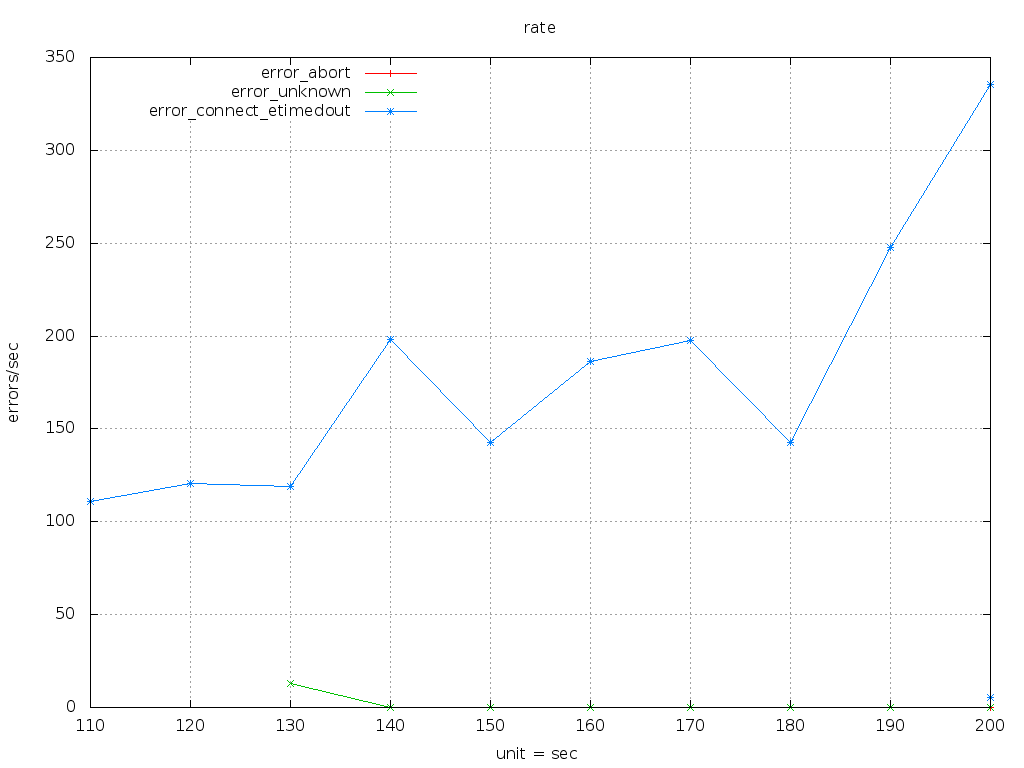 rate
errors/sec
350
300
250
200
150
100
50
0
error_abort
error_unknown
error_connect_etimedout
110 120 130 140 150 160 170 180 190 200
unit = sec